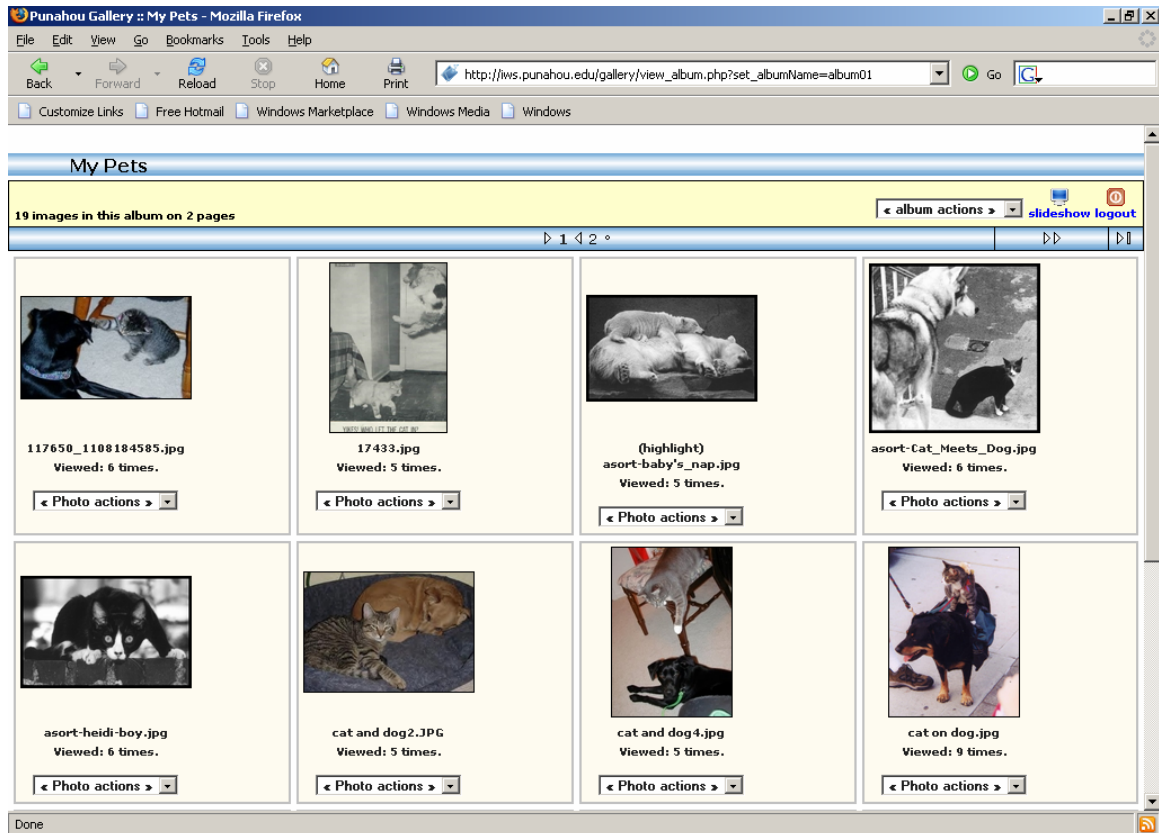 Punahou Gallery :: My Pets - Mozilla Firefox
File Edit View Go Bookmarks Tools Help
Back Forward Reload Stop Home Print http://iws.punahou.edu/gallery/view_album.php?set_albumName=album01 Go G
Customize Links Free Hotmail Windows Marketplace Windows Media Windows
My Pets
19 images in this album on 2 pages
« album actions »
slideshow logout
1 2
117650_1108184585.jpg
Viewed: 6 times.
« Photo actions »
YIKES! WHO LET THE CAT IN?
17433.jpg
Viewed: 5 times.
« Photo actions »
(highlight)
asort-baby's_nap.jpg
Viewed: 5 times.
« Photo actions »
asort-Cat_Meets_Dog.jpg
Viewed: 6 times.
« Photo actions »
asort-heidi-boy.jpg
Viewed: 6 times.
« Photo actions »
cat and dog2.JPG
Viewed: 5 times.
« Photo actions »
cat and dog4.jpg
Viewed: 5 times.
« Photo actions »
cat on dog.jpg
Viewed: 9 times.
« Photo actions »
Done